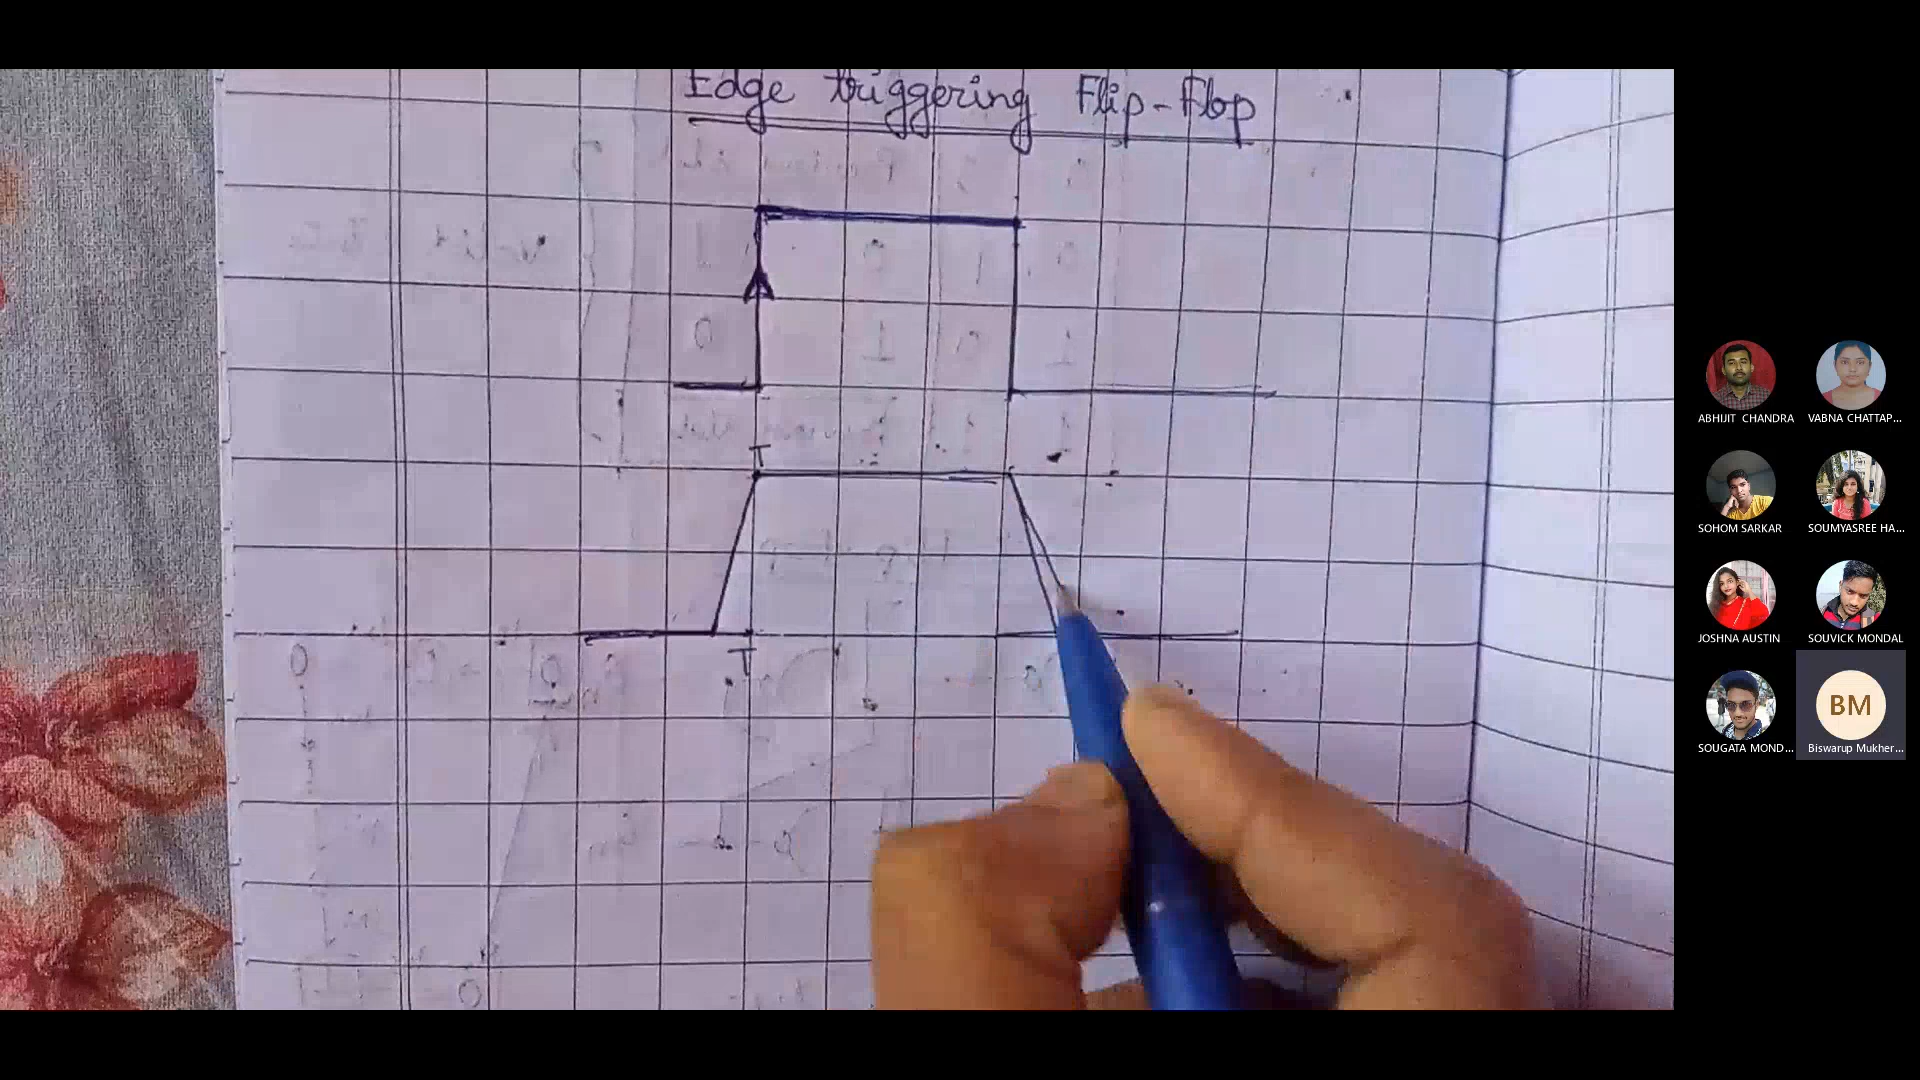 Edge triggering Flip-Flop
T
T
ABHIJIT CHANDRA
VABNA CHATTAP...
SOHOM SARKAR
SOUMYASREE HA...
JOSHNA AUSTIN
SOUVICK MONDAL
SOUGATA MOND...
BM
Biswarup Mukher...